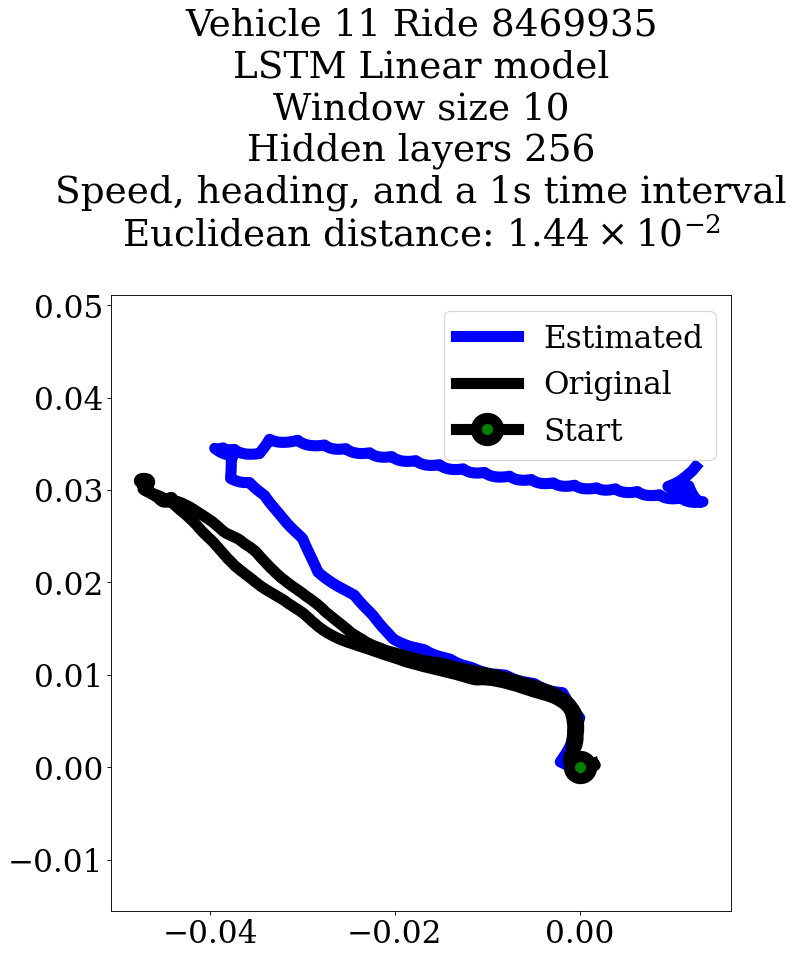 Vehicle 11 Ride 8469935
LSTM Linear model
Window size 10
Hidden layers 256
Speed, heading, and a 1s time interval
Euclidean distance: 1.44 × 10⁻²
Estimated
Original
Start
0.05
0.04
0.03
0.02
0.01
0.00
−0.01
−0.04
−0.02
0.00